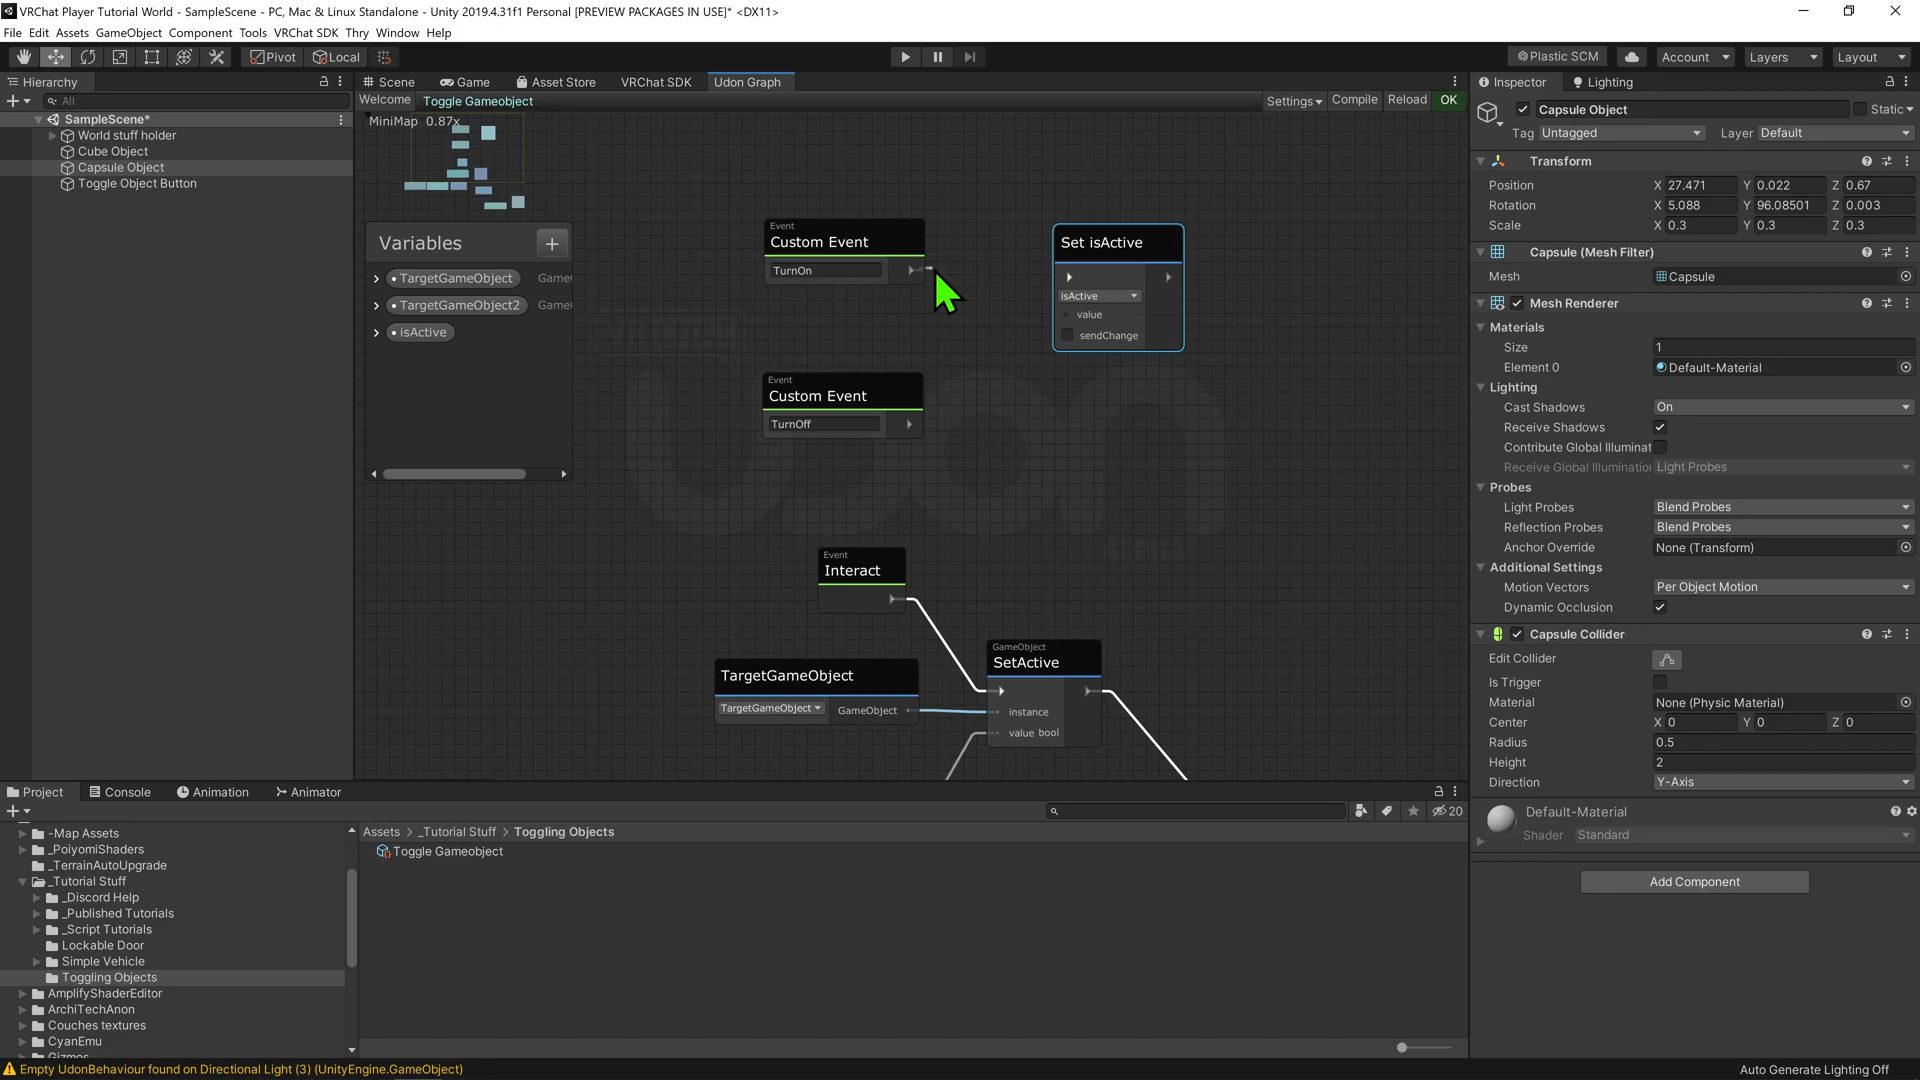 VRChat Player Tutorial World - SampleScene - PC, Mac & Linux Standalone - Unity 2019.4.31f1 Personal [PREVIEW PACKAGES IN USE]* <DX11>
File Edit Assets GameObject Component Tools VRChat SDK Thry Window Help
Pivot Local Plastic SCM Account Layers Layout
Hierarchy Scene Game Asset Store VRChat SDK Udon Graph Inspector Lighting
All
Welcome Toggle Gameobject Settings Compile Reload OK
MiniMap 0.87x
SampleScene*
World stuff holder
Cube Object
Capsule Object
Toggle Object Button
Variables
TargetGameObject Game
TargetGameObject2 Game
isActive
Event
Custom Event
TurnOn
Set isActive
isActive
value
sendChange
Event
Custom Event
TurnOff
Event
Interact
TargetGameObject
TargetGameObject GameObject
GameObject
SetActive
instance
value bool
Capsule Object Static
Tag Untagged Layer Default
Transform
Position X 27.471 Y 0.022 Z 0.67
Rotation X 5.088 Y 96.08501 Z 0.003
Scale X 0.3 Y 0.3 Z 0.3
Capsule (Mesh Filter)
Mesh Capsule
Mesh Renderer
Materials
Size 1
Element 0 Default-Material
Lighting
Cast Shadows On
Receive Shadows
Contribute Global Illuminat
Receive Global Illumination Light Probes
Probes
Light Probes Blend Probes
Reflection Probes Blend Probes
Anchor Override None (Transform)
Additional Settings
Motion Vectors Per Object Motion
Dynamic Occlusion
Capsule Collider
Edit Collider
Is Trigger
Material None (Physic Material)
Center X 0 Y 0 Z 0
Radius 0.5
Height 2
Direction Y-Axis
Default-Material
Shader Standard
Add Component
Project Console Animation Animator
20
-Map Assets
_PoiyomiShaders
_TerrainAutoUpgrade
_Tutorial Stuff
_Discord Help
_Published Tutorials
_Script Tutorials
Lockable Door
Simple Vehicle
Toggling Objects
AmplifyShaderEditor
ArchiTechAnon
Couches textures
CyanEmu
Gizmos
Assets > _Tutorial Stuff > Toggling Objects
Toggle Gameobject
Empty UdonBehaviour found on Directional Light (3) (UnityEngine.GameObject)
Auto Generate Lighting Off